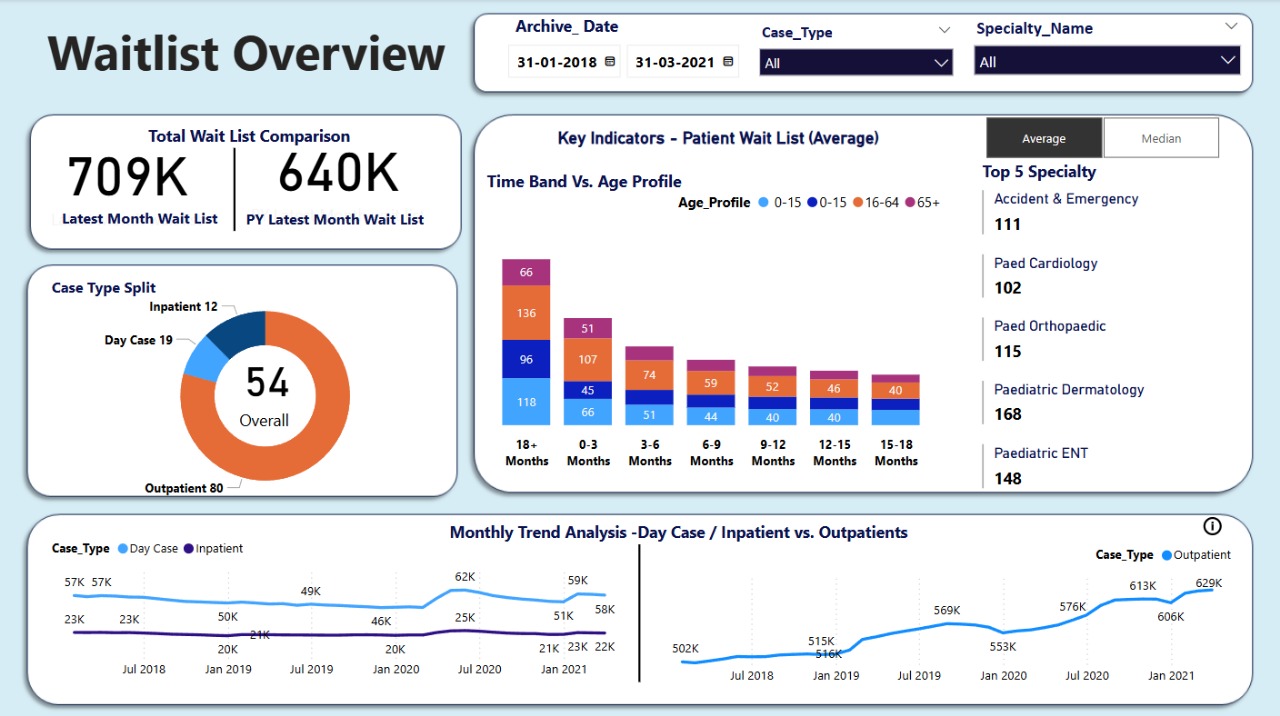 Waitlist Overview
Archive_ Date
31-01-2018 31-03-2021
Case_Type
All
Specialty_Name
All
Total Wait List Comparison
709K
Latest Month Wait List
640K
PY Latest Month Wait List
Case Type Split
Inpatient 12
Day Case 19
54
Overall
Outpatient 80
Key Indicators - Patient Wait List (Average)
Average Median
Time Band Vs. Age Profile
Age_Profile 0-15 0-15 16-64 65+
66
136
96
118
51
107
45
66
74
51
59
44
52
40
46
40
40
18+ Months
0-3 Months
3-6 Months
6-9 Months
9-12 Months
12-15 Months
15-18 Months
Top 5 Specialty
Accident & Emergency
111
Paed Cardiology
102
Paed Orthopaedic
115
Paediatric Dermatology
168
Paediatric ENT
148
Monthly Trend Analysis -Day Case / Inpatient vs. Outpatients
Case_Type Day Case Inpatient
57K 57K 50K 49K 46K 62K 51K 59K 58K
23K 23K 20K 21K 20K 25K 21K 23K 22K
Jul 2018 Jan 2019 Jul 2019 Jan 2020 Jul 2020 Jan 2021
Case_Type Outpatient
502K 515K 516K 569K 553K 576K 613K 606K 629K
Jul 2018 Jan 2019 Jul 2019 Jan 2020 Jul 2020 Jan 2021